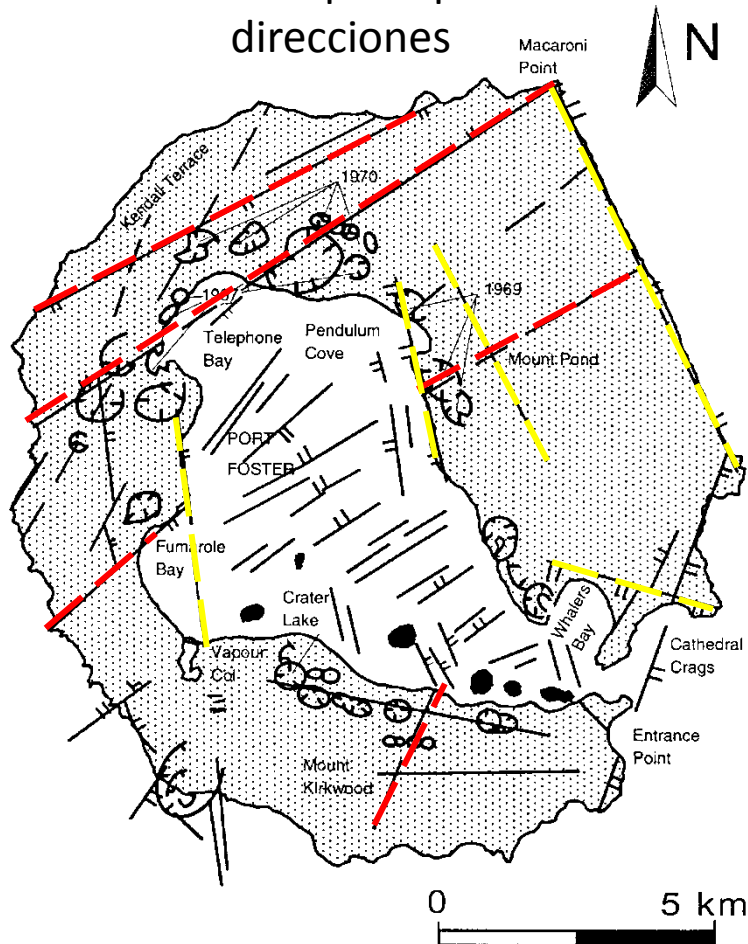 direcciones
Macaroni
Point
N
Kendall Terrace
1970
1969
Telephone
Bay
Pendulum
Cove
Mount Pond
PORT
FOSTER
Fumarole
Bay
Crater
Lake
Whalers
Bay
Cathedral
Crags
Vapour
Col
Entrance
Point
Mount
Kirkwood
0 5 km